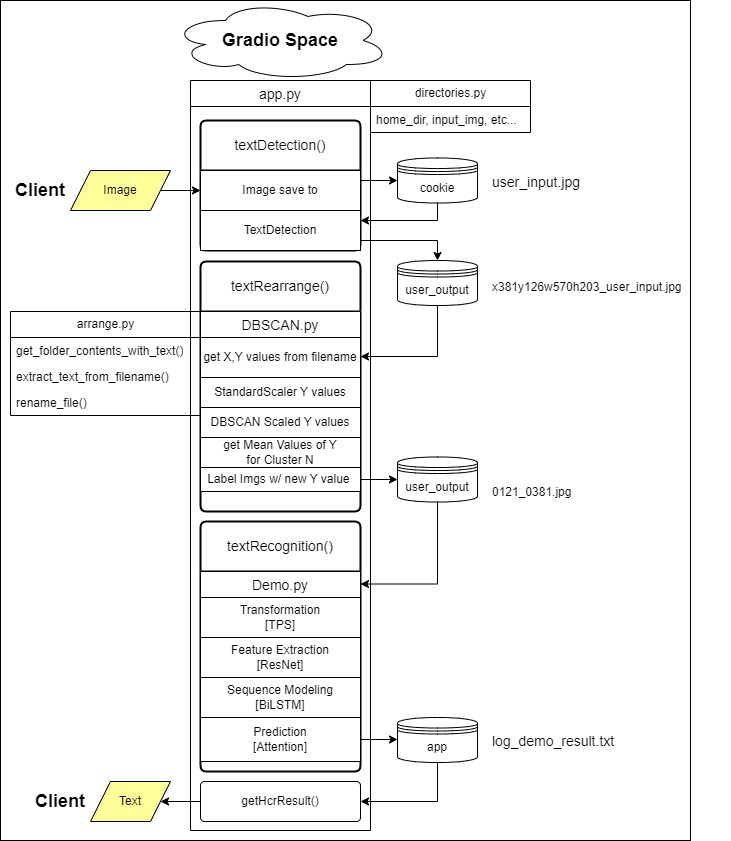 Gradio Space
app.py
directories.py
home_dir, input_img, etc...
textDetection()
Client
Image
Image save to
cookie
user_input.jpg
TextDetection
user_output
x381y126w570h203_user_input.jpg
textRearrange()
arrange.py
get_folder_contents_with_text()
extract_text_from_filename()
rename_file()
DBSCAN.py
get X,Y values from filename
StandardScaler Y values
DBSCAN Scaled Y values
get Mean Values of Y
for Cluster N
Label Imgs w/ new Y value
user_output
0121_0381.jpg
textRecognition()
Demo.py
Transformation
[TPS]
Feature Extraction
[ResNet]
Sequence Modeling
[BiLSTM]
Prediction
[Attention]
app
log_demo_result.txt
Client
Text
getHcrResult()